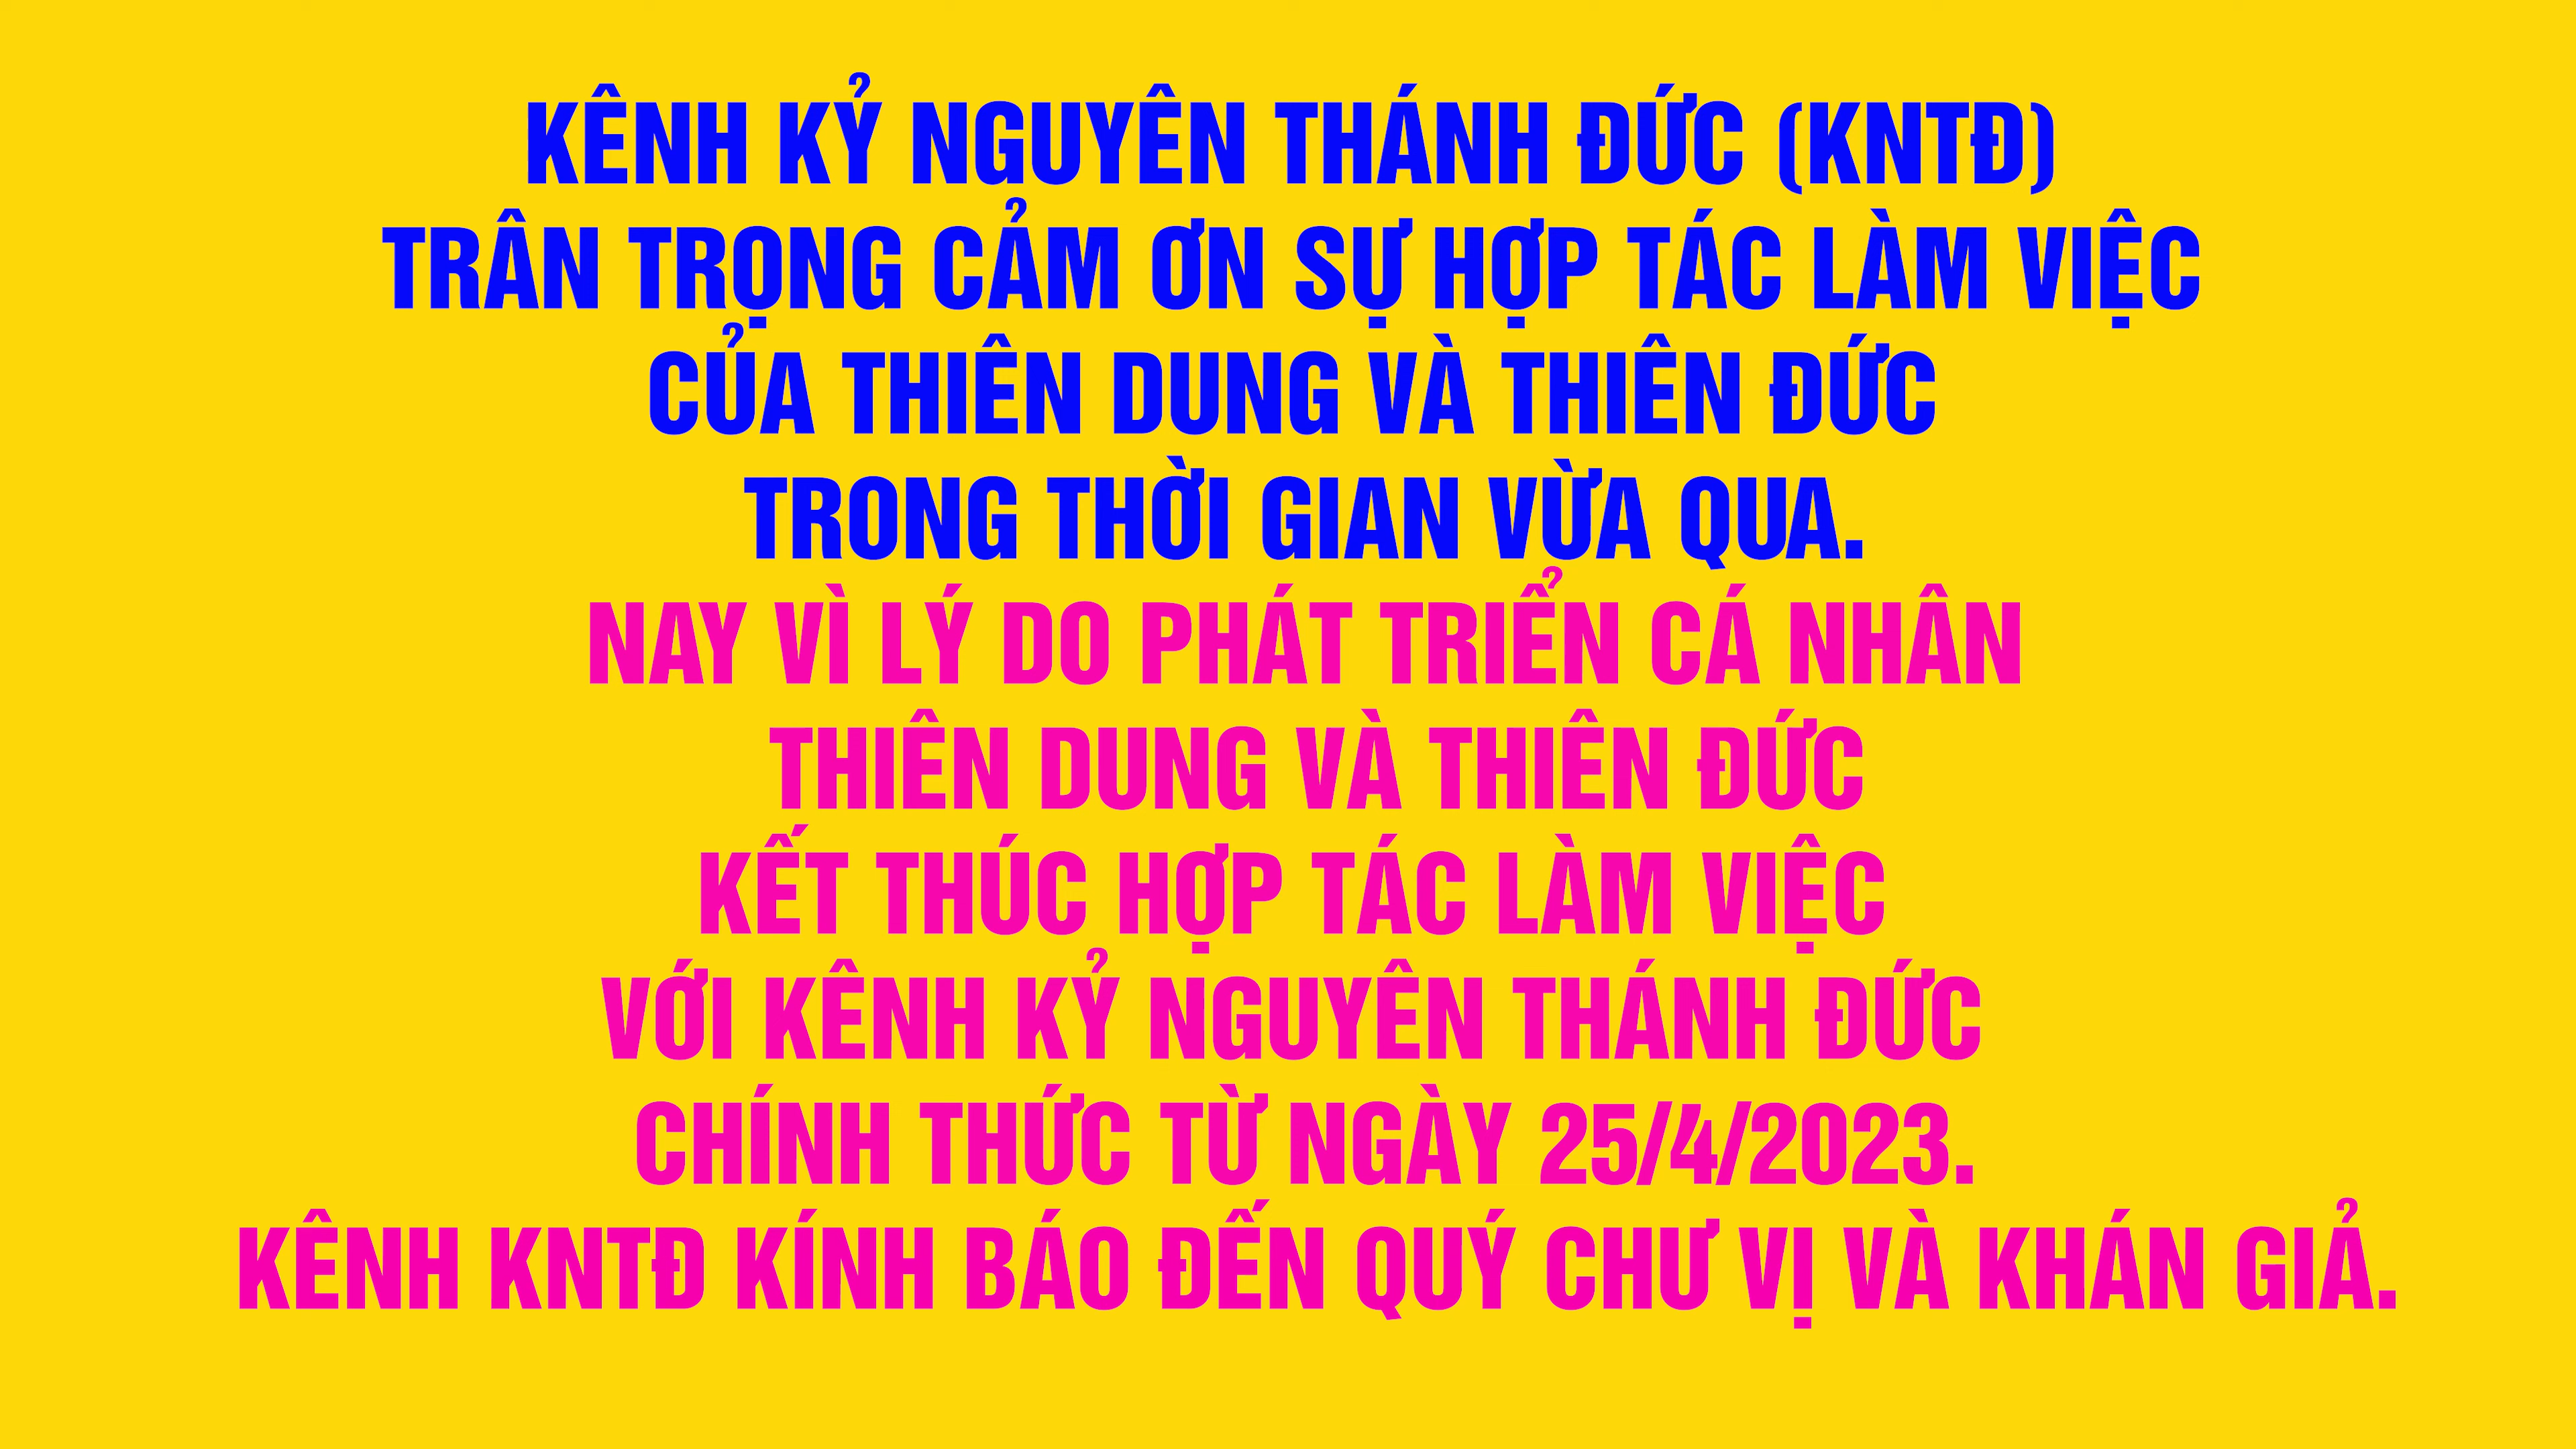 KÊNH KỶ NGUYÊN THÁNH ĐỨC (KNTĐ)
TRÂN TRỌNG CẢM ƠN SỰ HỢP TÁC LÀM VIỆC
CỦA THIÊN DUNG VÀ THIÊN ĐỨC
TRONG THỜI GIAN VỪA QUA.
NAY VÌ LÝ DO PHÁT TRIỂN CÁ NHÂN
THIÊN DUNG VÀ THIÊN ĐỨC
KẾT THÚC HỢP TÁC LÀM VIỆC
VỚI KÊNH KỶ NGUYÊN THÁNH ĐỨC
CHÍNH THỨC TỪ NGÀY 25/4/2023.
KÊNH KNTĐ KÍNH BÁO ĐẾN QUÝ CHƯ VỊ VÀ KHÁN GIẢ.